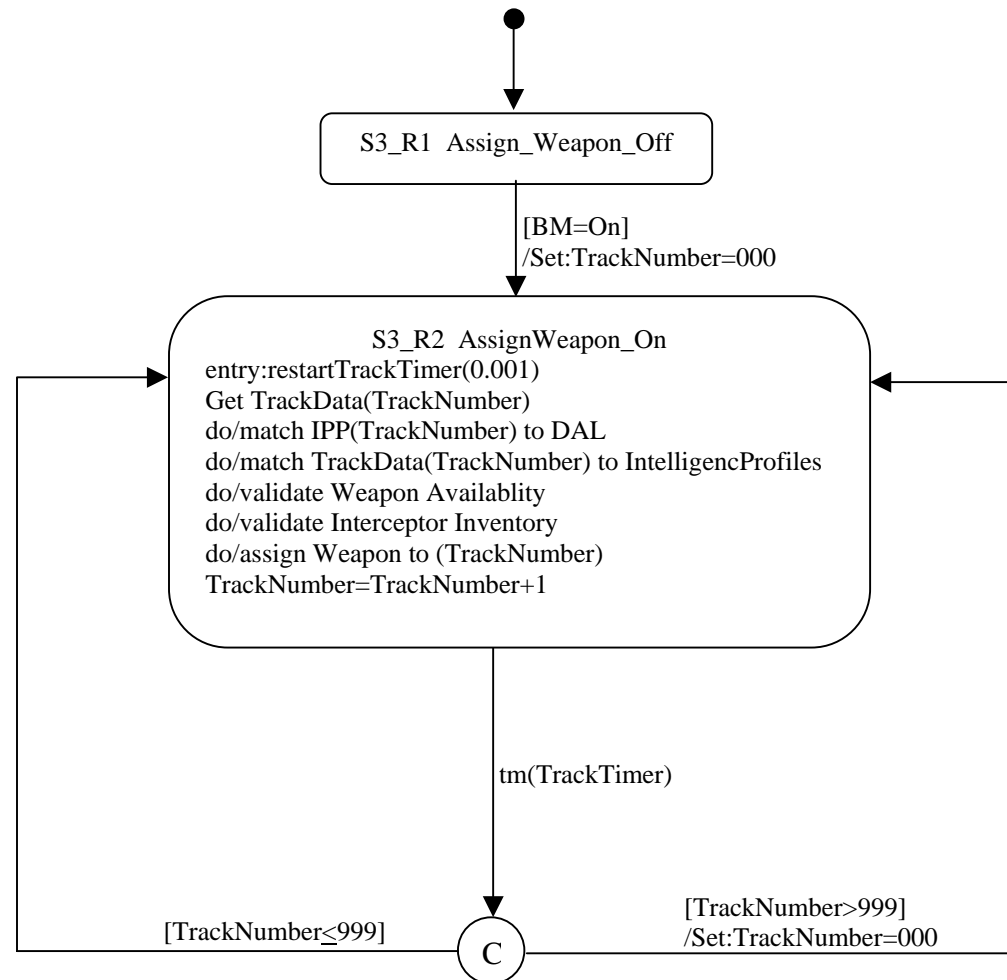 S3_R1 Assign_Weapon_Off
[BM=On]
/Set:TrackNumber=000
S3_R2 AssignWeapon_On
entry:restartTrackTimer(0.001)
Get TrackData(TrackNumber)
do/match IPP(TrackNumber) to DAL
do/match TrackData(TrackNumber) to IntelligencProfiles
do/validate Weapon Availablity
do/validate Interceptor Inventory
do/assign Weapon to (TrackNumber)
TrackNumber=TrackNumber+1
tm(TrackTimer)
[TrackNumber≤999]
C
[TrackNumber>999]
/Set:TrackNumber=000